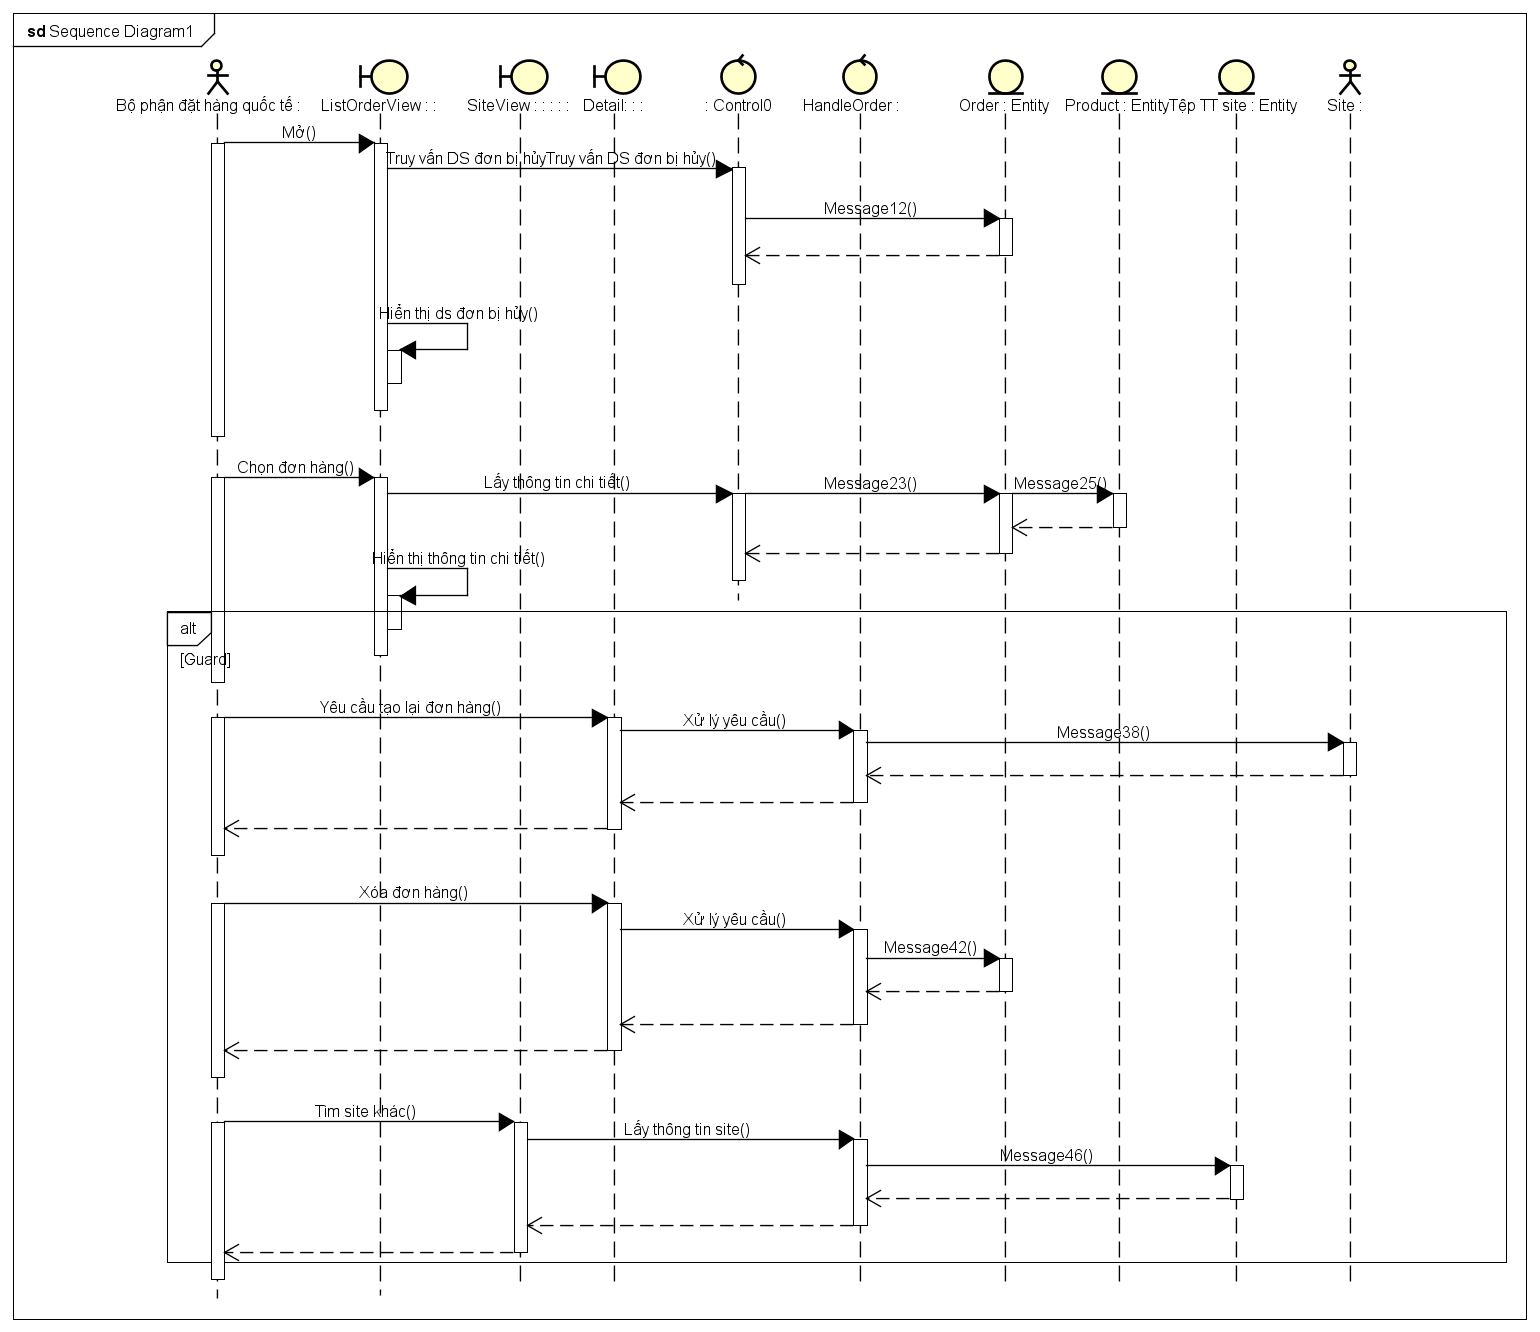 sd Sequence Diagram1
Bộ phận đặt hàng quốc tế :
ListOrderView : :
SiteView : : : : :
Detail: : :
: Control0
HandleOrder :
Order : Entity
Product : Entity
Tệp TT site : Entity
Site :
Mở()
Truy vấn DS đơn bị hủyTruy vấn DS đơn bị hủy()
Message12()
Hiển thị ds đơn bị hủy()
Chọn đơn hàng()
Lấy thông tin chi tiết()
Message23()
Message25()
Hiển thị thông tin chi tiết()
alt
[Guard]
Yêu cầu tạo lại đơn hàng()
Xử lý yêu cầu()
Message38()
Xóa đơn hàng()
Xử lý yêu cầu()
Message42()
Tìm site khác()
Lấy thông tin site()
Message46()